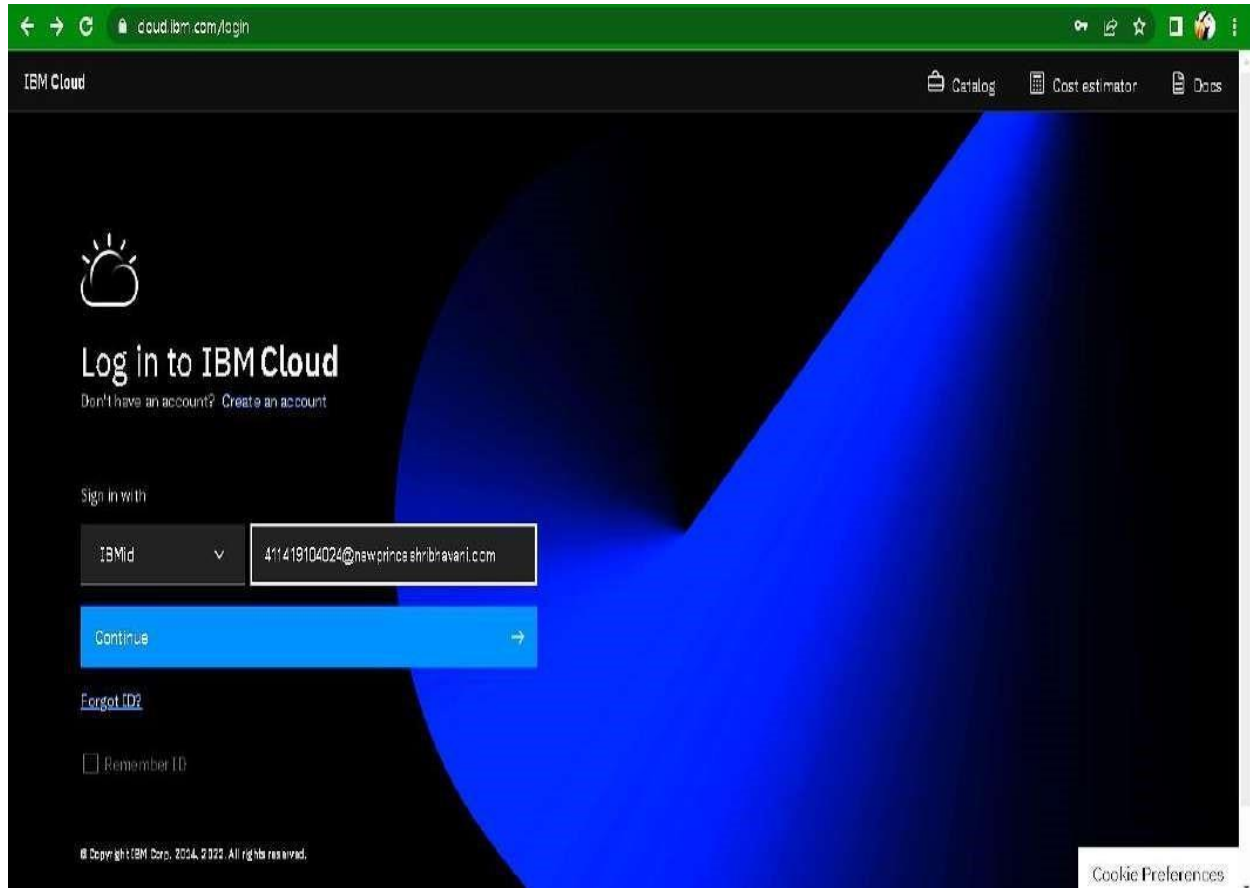 cloud.ibm.com/login
IBM Cloud
Catalog
Cost estimator
Docs
Log in to IBM Cloud
Don't have an account? Create an account
Sign in with
IBMid
411419104024@newprinceshribhavani.com
Continue
Forgot ID?
Remember ID
© Copyright IBM Corp. 2014, 2022. All rights reserved.
Cookie Preferences